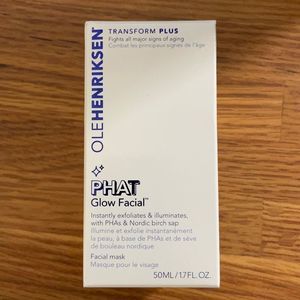 OLEHENRIKSEN
TRANSFORM PLUS
Fights all major signs of aging
Combat les principaux signes de l'âge
PHAT
Glow Facial™
Instantly exfoliates & illuminates,
with PHAs & Nordic birch sap
Illumine et exfolie instantanément
la peau, à base de PHAs et de sève
de bouleau nordique
Facial mask
Masque pour le visage
50ML/1.7FL.OZ.